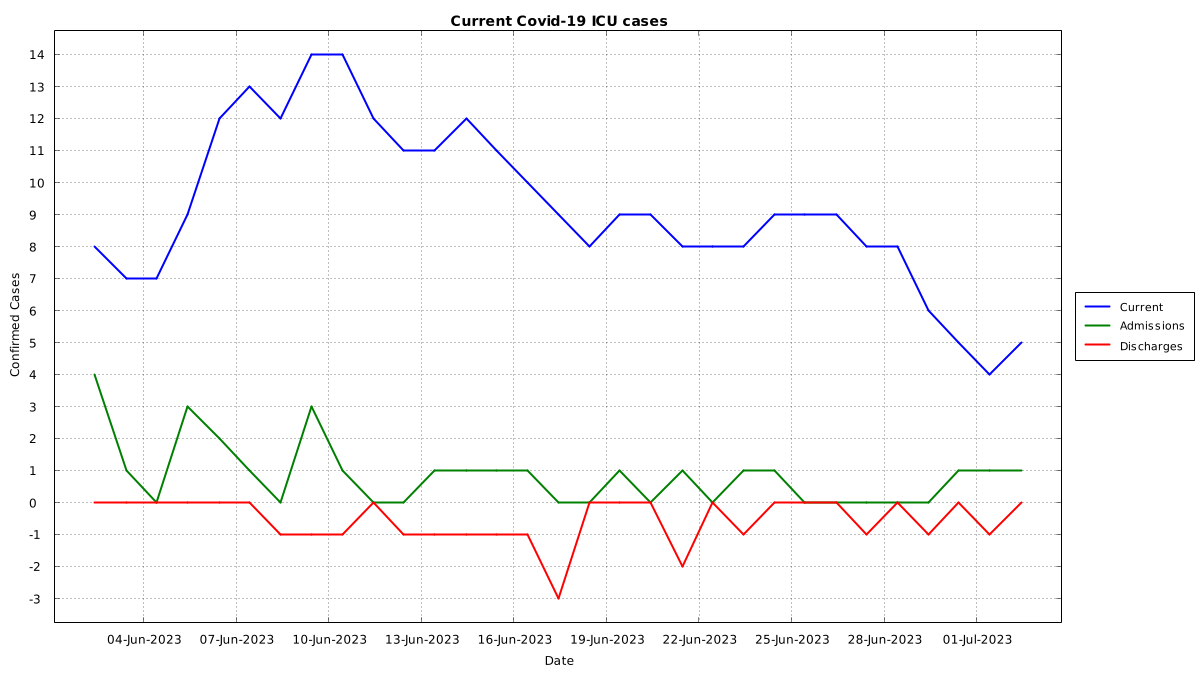 Current Covid-19 ICU cases
14
13
12
11
10
9
8
7
6
5
4
3
2
1
0
-1
-2
-3
Confirmed Cases
04-Jun-2023 07-Jun-2023 10-Jun-2023 13-Jun-2023 16-Jun-2023 19-Jun-2023 22-Jun-2023 25-Jun-2023 28-Jun-2023 01-Jul-2023
Date
Current
Admissions
Discharges